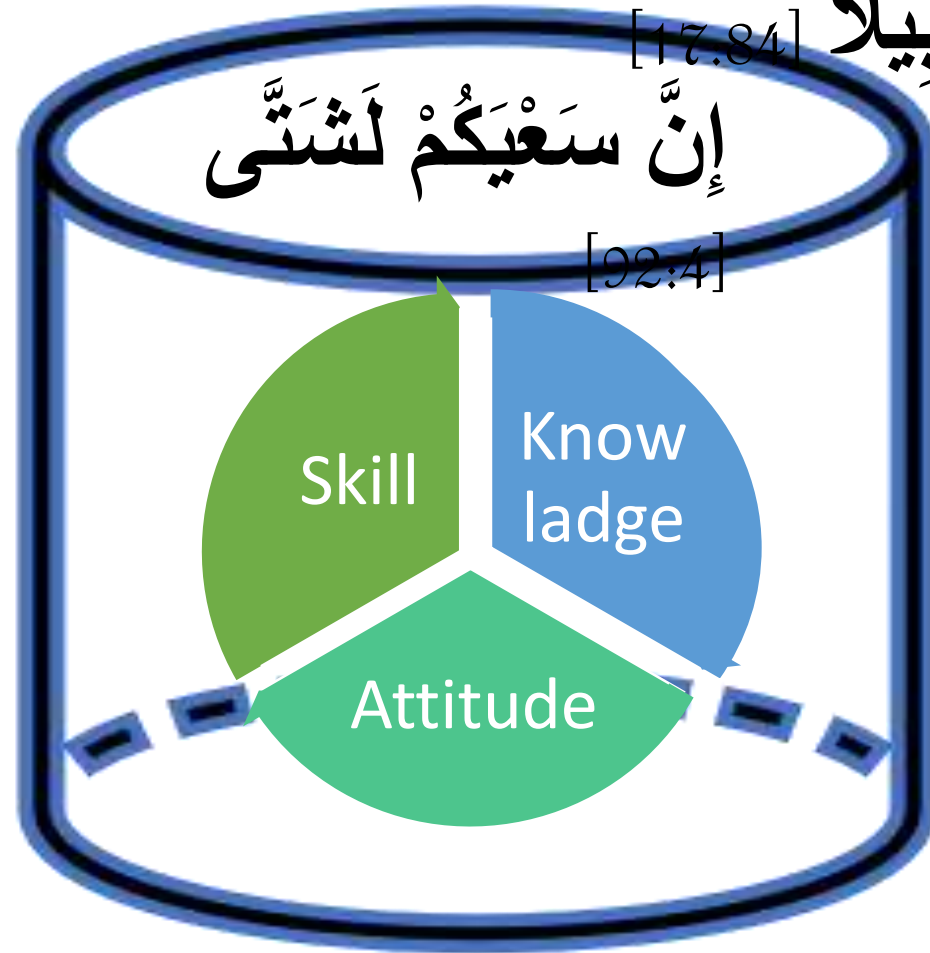 [17:84]
إِنَّ سَعْيَكُمْ لَشَتَّى
[92:4]
Skill
Know
ladge
Attitude